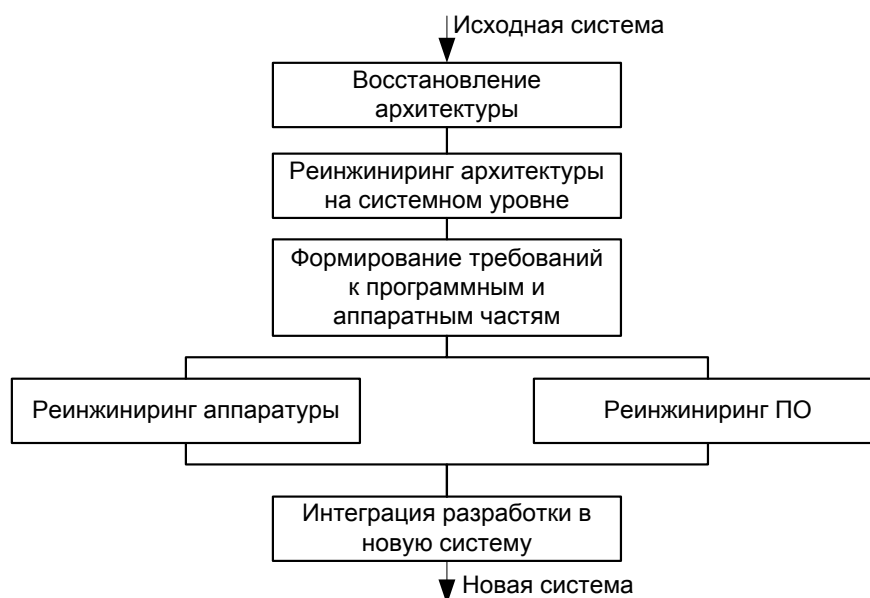 Исходная система
Восстановление
архитектуры
Реинжиниринг архитектуры
на системном уровне
Формирование требований
к программным и
аппаратным частям
Реинжиниринг аппаратуры
Реинжиниринг ПО
Интеграция разработки в
новую систему
Новая система